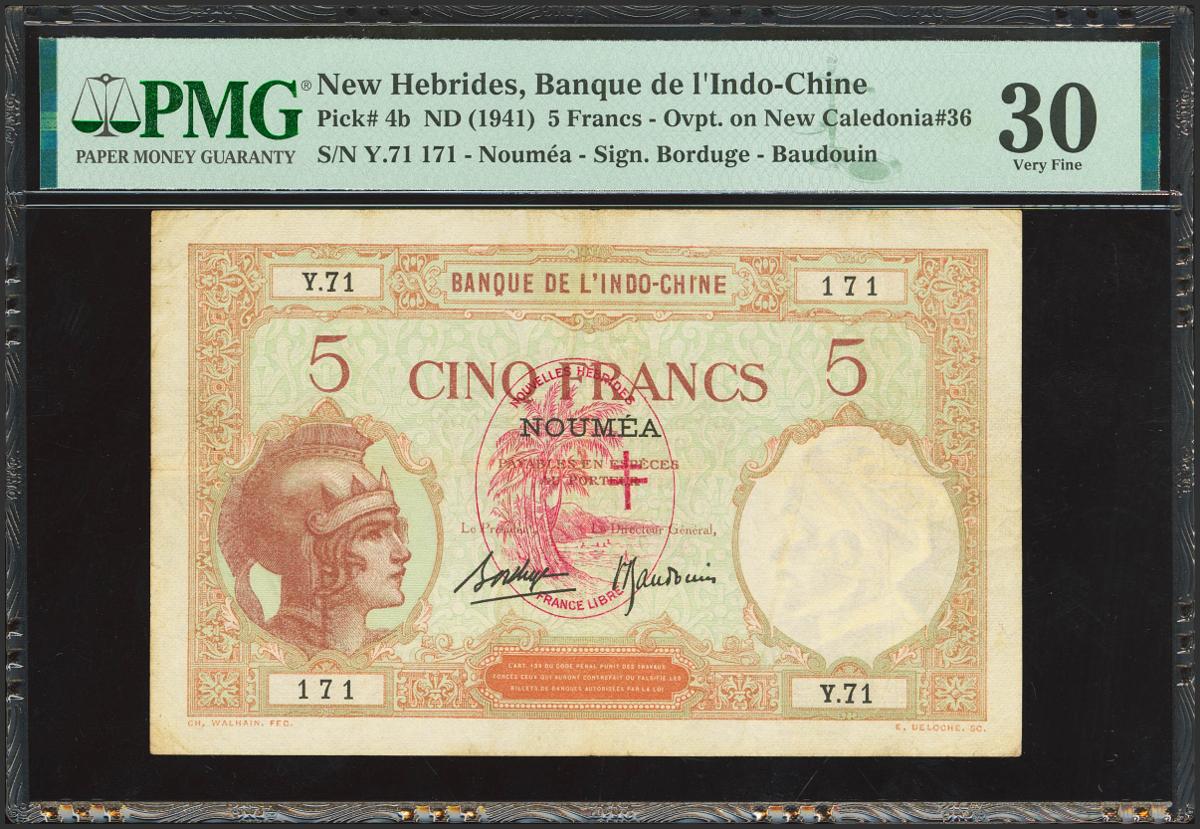 PMG®
PAPER MONEY GUARANTY
New Hebrides, Banque de l'Indo-Chine
Pick# 4b ND (1941) 5 Francs - Ovpt. on New Caledonia#36
S/N Y.71 171 - Nouméa - Sign. Borduge - Baudouin
30
Very Fine
Y.71
BANQUE DE L'INDO-CHINE
171
5
CINQ FRANCS
5
NOUVELLES HEBRIDES
NOUMÉA
PAYABLES EN ESPÈCES
AU PORTEUR
Le Président, Le Directeur Général,
Borduge Baudouin
FRANCE LIBRE
L'ART. 139 DU CODE PÉNAL PUNIT DES TRAVAUX
FORCÉS CEUX QUI AURONT CONTREFAIT OU FALSIFIÉ LES
BILLETS DE BANQUES AUTORISÉES PAR LA LOI
171
Y.71
CH. WALHAIN. FEC.
E. DELOCHE. SC.